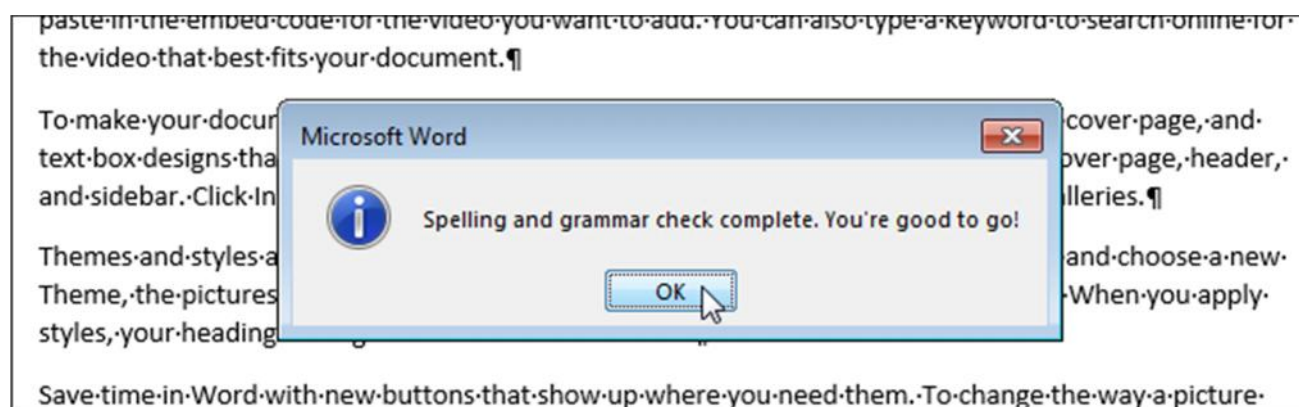 paste·in·the·embed·code·for·the·video·you·want·to·add.·You·can·also·type·a·keyword·to·search·online·for·
the·video·that·best·fits·your·document.¶
To·make·your·docur
cover·page,·and·
text·box·designs·tha
over·page,·header,·
and·sidebar.·Click·In
lleries.¶
Microsoft Word
Spelling and grammar check complete. You're good to go!
OK
Themes·and·styles·a
and·choose·a·new·
Theme,·the·pictures
·When·you·apply·
styles,·your·heading
Save·time·in·Word·with·new·buttons·that·show·up·where·you·need·them.·To·change·the·way·a·picture·